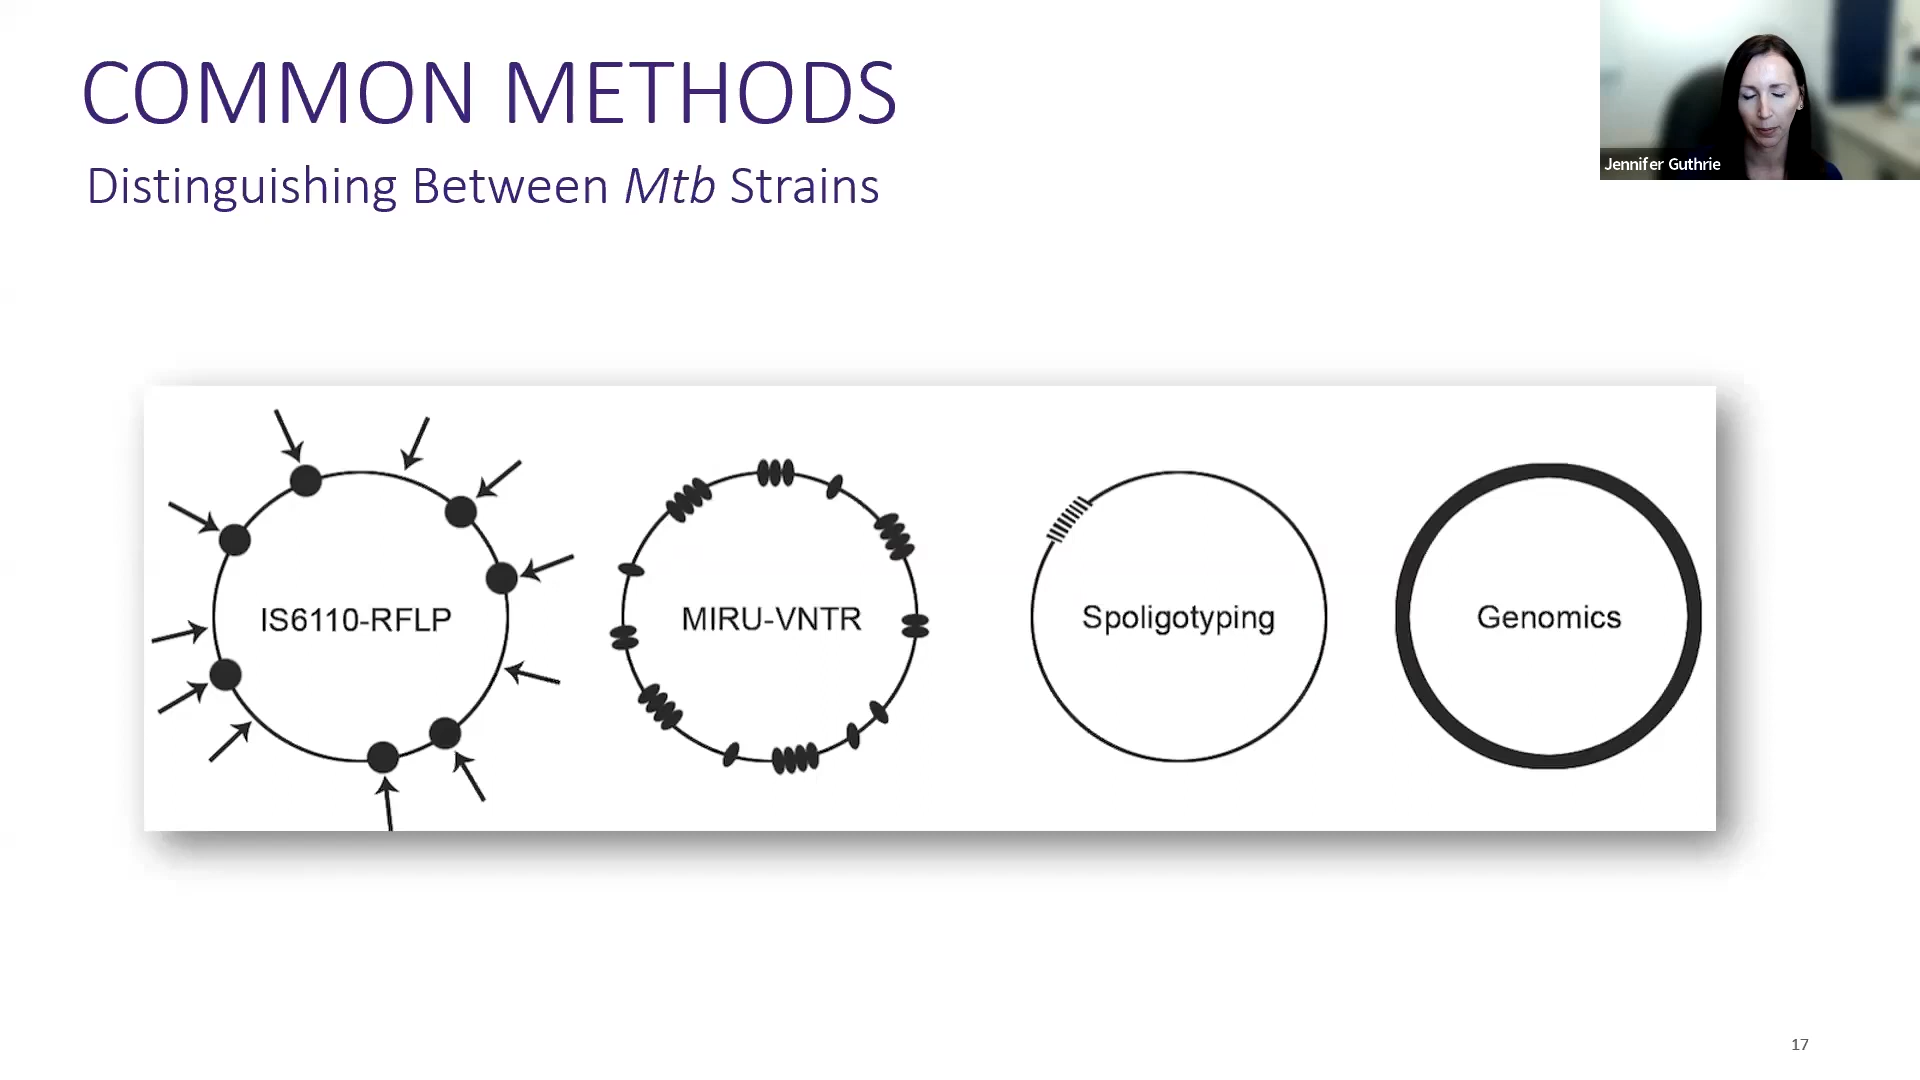 COMMON METHODS
Distinguishing Between Mtb Strains
Jennifer Guthrie
IS6110-RFLP
MIRU-VNTR
Spoligotyping
Genomics
17